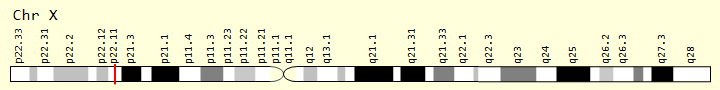 Chr X
p22.33
p22.31
p22.2
p22.12
p22.11
p21.3
p21.1
p11.4
p11.3
p11.23
p11.22
p11.21
p11.1
q11.1
q12
q13.1
q21.1
q21.31
q21.33
q22.1
q22.3
q23
q24
q25
q26.2
q26.3
q27.3
q28